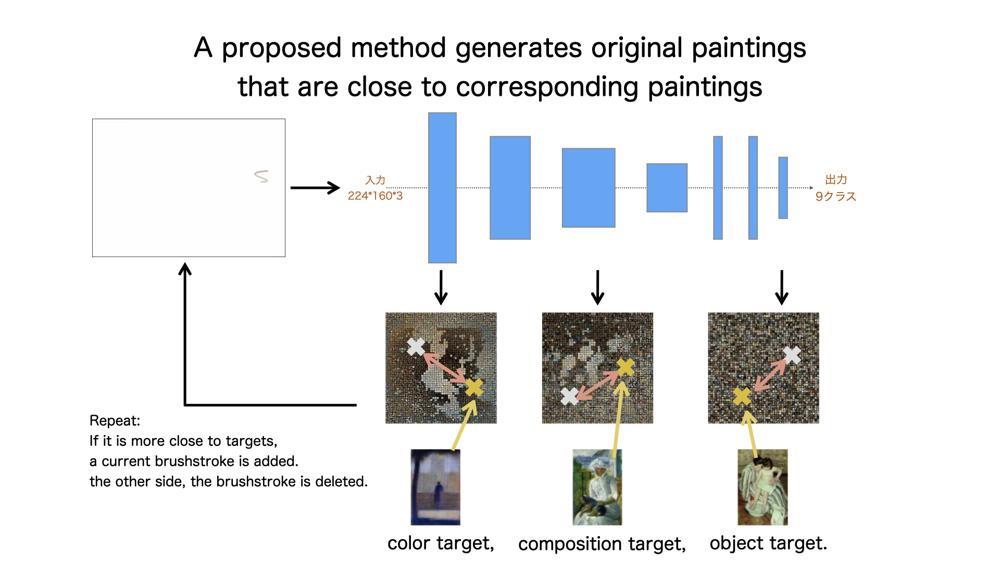 A proposed method generates original paintings
that are close to corresponding paintings
入力
224*160*3
出力
9クラス
Repeat:
If it is more close to targets,
a current brushstroke is added.
the other side, the brushstroke is deleted.
color target,
composition target,
object target.